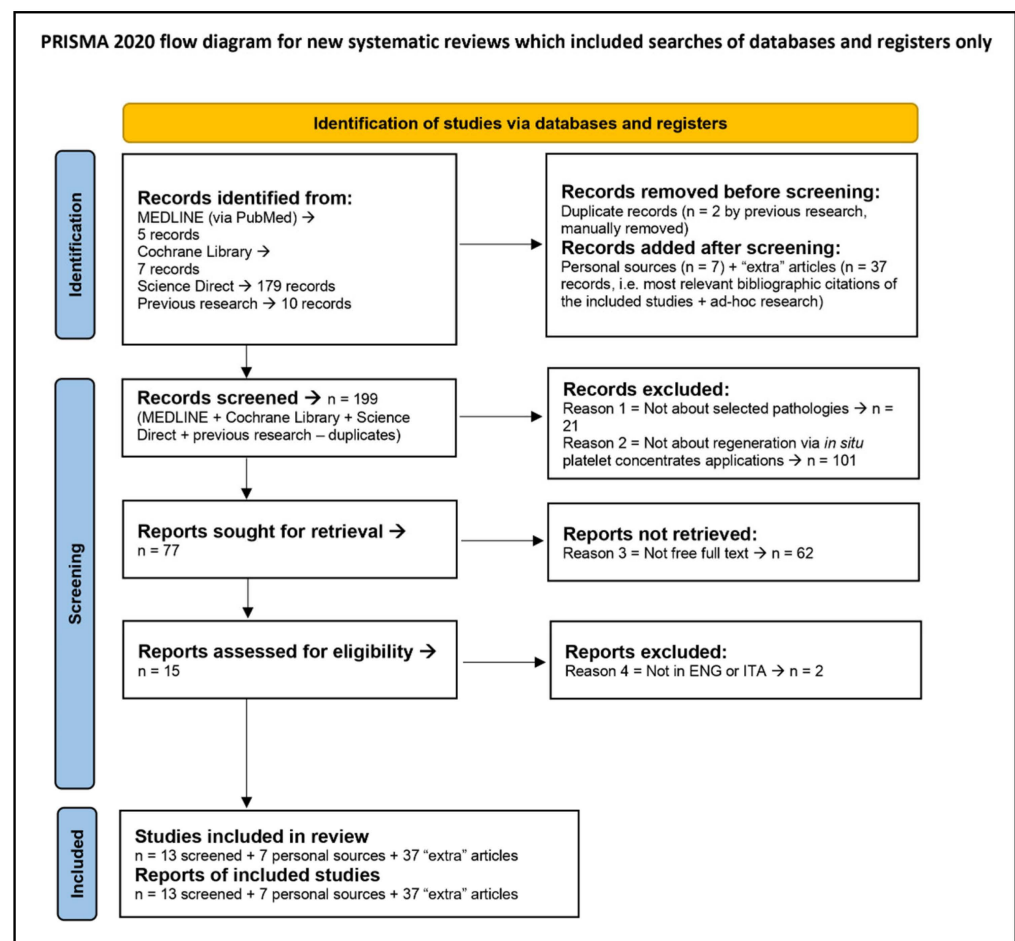 PRISMA 2020 flow diagram for new systematic reviews which included searches of databases and registers only
Identification of studies via databases and registers
Identification
Records identified from:
MEDLINE (via PubMed) →
5 records
Cochrane Library →
7 records
Science Direct → 179 records
Previous research → 10 records
Records removed before screening:
Duplicate records (n = 2 by previous research,
manually removed)
Records added after screening:
Personal sources (n = 7) + “extra” articles (n = 37
records, i.e. most relevant bibliographic citations of
the included studies + ad-hoc research)
Screening
Records screened → n = 199
(MEDLINE + Cochrane Library + Science
Direct + previous research – duplicates)
Records excluded:
Reason 1 = Not about selected pathologies → n =
21
Reason 2 = Not about regeneration via in situ
platelet concentrates applications → n = 101
Reports sought for retrieval →
n = 77
Reports not retrieved:
Reason 3 = Not free full text → n = 62
Reports assessed for eligibility →
n = 15
Reports excluded:
Reason 4 = Not in ENG or ITA → n = 2
Included
Studies included in review
n = 13 screened + 7 personal sources + 37 “extra” articles
Reports of included studies
n = 13 screened + 7 personal sources + 37 “extra” articles